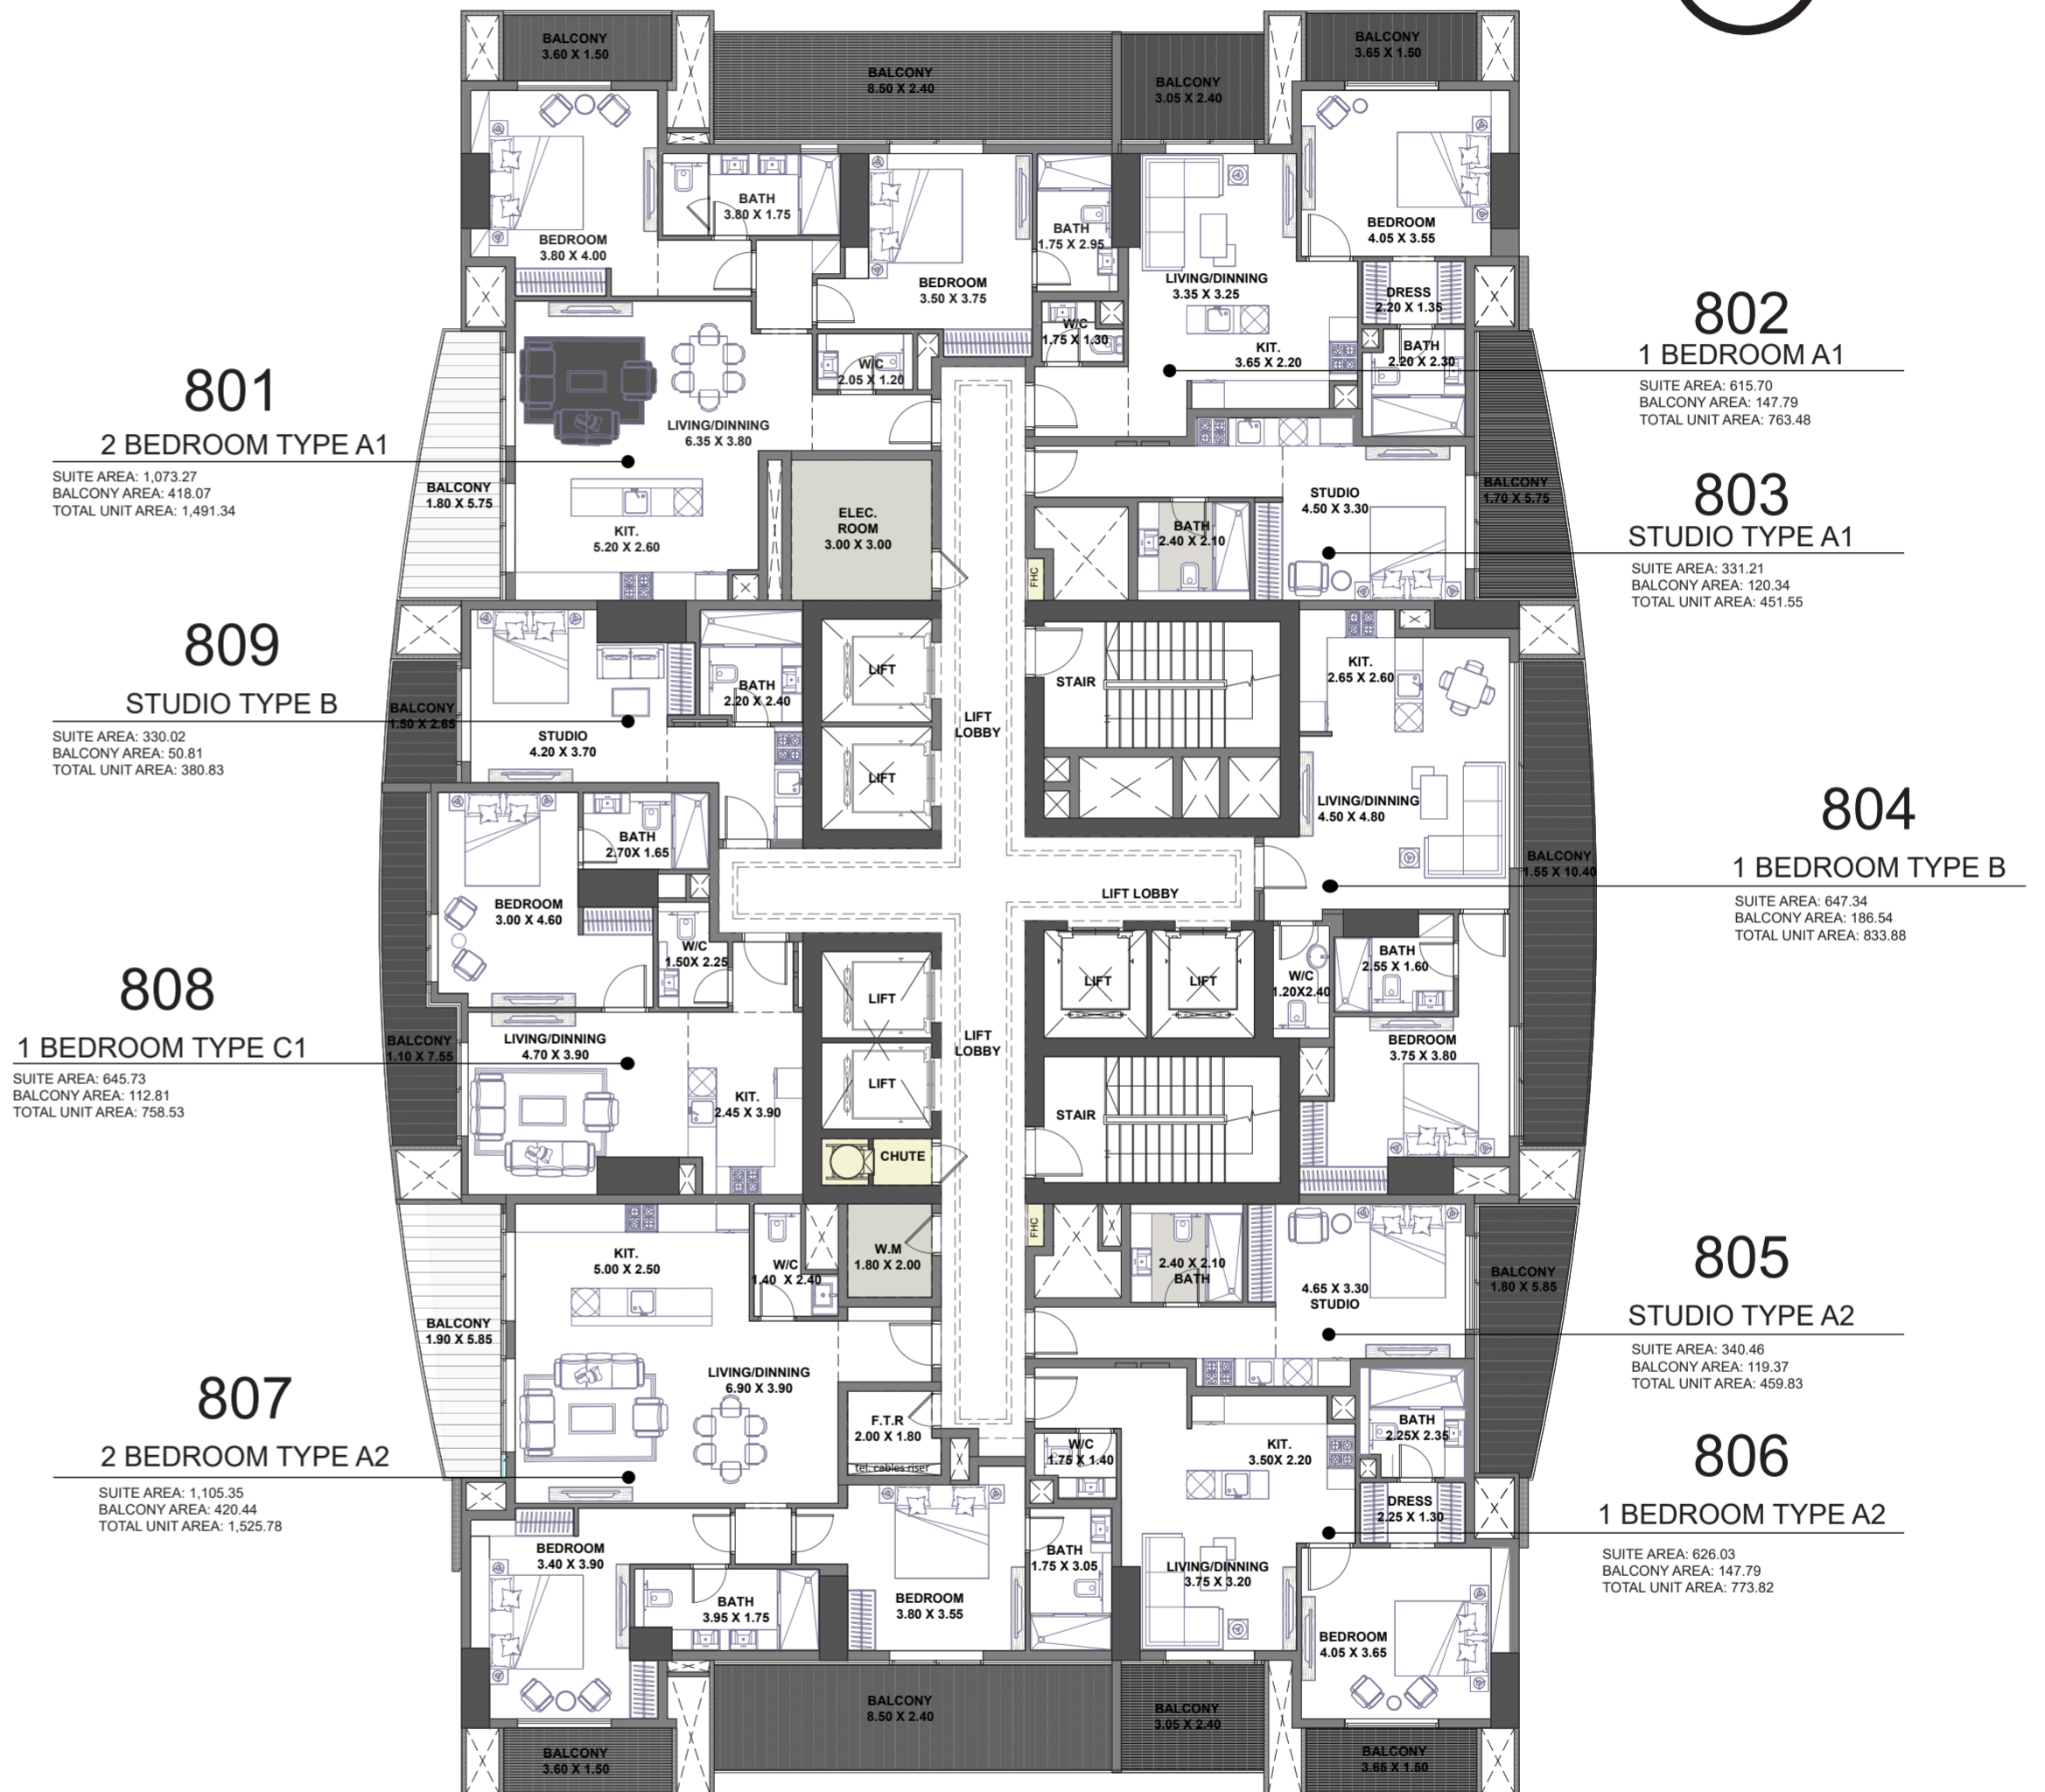 BALCONY
3.60 X 1.50
BALCONY
8.50 X 2.40
BALCONY
3.05 X 2.40
BALCONY
3.65 X 1.50
BEDROOM
3.80 X 4.00
BATH
3.80 X 1.75
BEDROOM
3.50 X 3.75
BATH
1.75 X 2.95
W/C
1.75 X 1.30
LIVING/DINNING
3.35 X 3.25
KIT.
3.65 X 2.20
BEDROOM
4.05 X 3.55
DRESS
2.20 X 1.35
BATH
2.20 X 2.30
802
1 BEDROOM A1
SUITE AREA: 615.70
BALCONY AREA: 147.79
TOTAL UNIT AREA: 763.48
801
2 BEDROOM TYPE A1
SUITE AREA: 1,073.27
BALCONY AREA: 418.07
TOTAL UNIT AREA: 1,491.34
W/C
2.05 X 1.20
LIVING/DINNING
6.35 X 3.80
BALCONY
1.80 X 5.75
KIT.
5.20 X 2.60
ELEC.
ROOM
3.00 X 3.00
FHC
BATH
2.40 X 2.10
STUDIO
4.50 X 3.30
BALCONY
1.70 X 5.75
803
STUDIO TYPE A1
SUITE AREA: 331.21
BALCONY AREA: 120.34
TOTAL UNIT AREA: 451.55
809
STUDIO TYPE B
SUITE AREA: 330.02
BALCONY AREA: 50.81
TOTAL UNIT AREA: 380.83
BALCONY
1.50 X 2.65
STUDIO
4.20 X 3.70
BATH
2.20 X 2.40
LIFT
LIFT
LIFT
LOBBY
STAIR
KIT.
2.65 X 2.60
LIVING/DINNING
4.50 X 4.80
BALCONY
1.55 X 10.40
804
1 BEDROOM TYPE B
SUITE AREA: 647.34
BALCONY AREA: 186.54
TOTAL UNIT AREA: 833.88
BATH
2.70X 1.65
BEDROOM
3.00 X 4.60
W/C
1.50X 2.25
LIFT LOBBY
LIFT
LIFT
W/C
1.20X2.40
BATH
2.55 X 1.60
BEDROOM
3.75 X 3.80
808
1 BEDROOM TYPE C1
SUITE AREA: 645.73
BALCONY AREA: 112.81
TOTAL UNIT AREA: 758.53
BALCONY
1.10 X 7.55
LIVING/DINNING
4.70 X 3.90
KIT.
2.45 X 3.90
LIFT
LIFT
LIFT
LOBBY
STAIR
CHUTE
W.M
1.80 X 2.00
FHC
2.40 X 2.10
BATH
4.65 X 3.30
STUDIO
BALCONY
1.80 X 5.85
805
STUDIO TYPE A2
SUITE AREA: 340.46
BALCONY AREA: 119.37
TOTAL UNIT AREA: 459.83
KIT.
5.00 X 2.50
W/C
1.40 X 2.40
BALCONY
1.90 X 5.85
LIVING/DINNING
6.90 X 3.90
F.T.R
2.00 X 1.80
tel. cables riser
807
2 BEDROOM TYPE A2
SUITE AREA: 1,105.35
BALCONY AREA: 420.44
TOTAL UNIT AREA: 1,525.78
W/C
1.75 X 1.40
KIT.
3.50X 2.20
BATH
2.25X 2.35
DRESS
2.25 X 1.30
806
1 BEDROOM TYPE A2
SUITE AREA: 626.03
BALCONY AREA: 147.79
TOTAL UNIT AREA: 773.82
BEDROOM
3.40 X 3.90
BATH
3.95 X 1.75
BEDROOM
3.80 X 3.55
BATH
1.75 X 3.05
LIVING/DINNING
3.75 X 3.20
BEDROOM
4.05 X 3.65
BALCONY
8.50 X 2.40
BALCONY
3.05 X 2.40
BALCONY
3.60 X 1.50
BALCONY
3.65 X 1.50